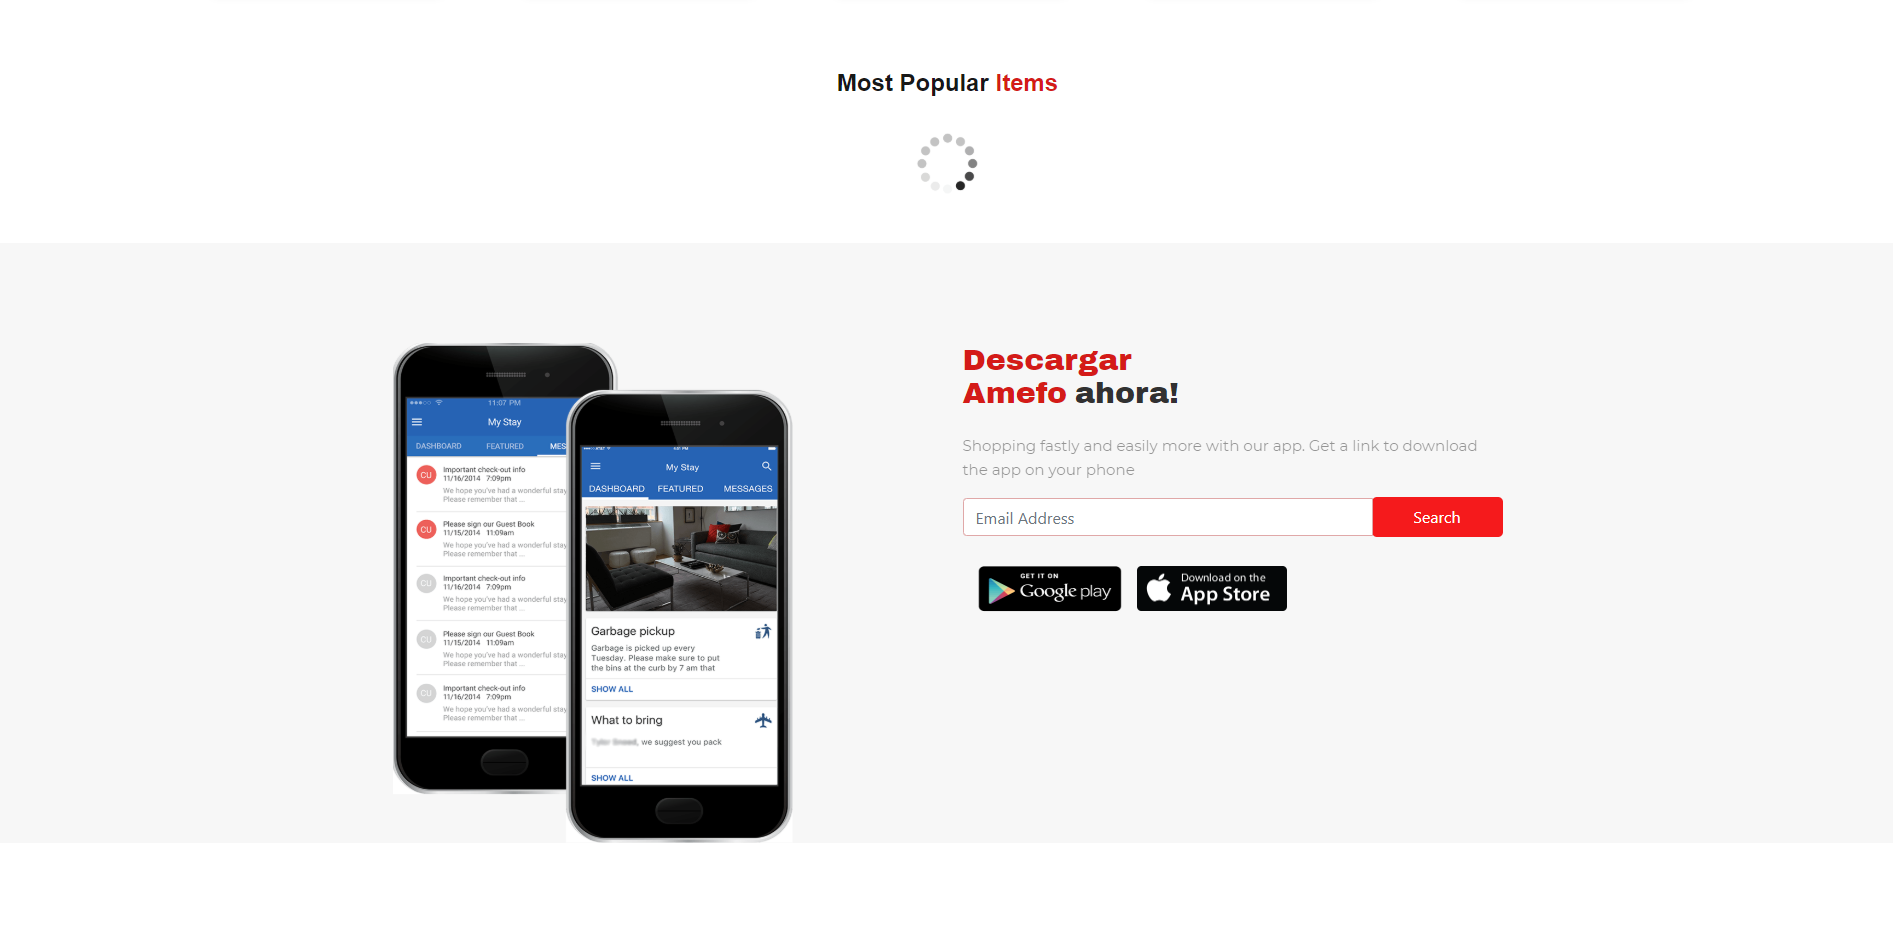 Most Popular Items
Descargar
Amefo ahora!
Shopping fastly and easily more with our app. Get a link to download
the app on your phone
Email Address
Search
GET IT ON
Google play
Download on the
App Store
11:07 PM
My Stay
DASHBOARD FEATURED MES
CU
Important check-out info
11/16/2014 7:09pm
We hope you've had a wonderful stay
Please remember that ...
CU
Please sign our Guest Book
11/15/2014 11:09am
We hope you've had a wonderful stay
Please remember that ...
CU
Important check-out info
11/16/2014 7:09pm
We hope you've had a wonderful stay
Please remember that ...
CU
Please sign our Guest Book
11/15/2014 11:09am
We hope you've had a wonderful stay
Please remember that ...
CU
Important check-out info
11/16/2014 7:09pm
We hope you've had a wonderful stay
Please remember that ...
My Stay
DASHBOARD FEATURED MESSAGES
Garbage pickup
Garbage is picked up every
Tuesday. Please make sure to put
the bins at the curb by 7 am that
SHOW ALL
What to bring
we suggest you pack
SHOW ALL